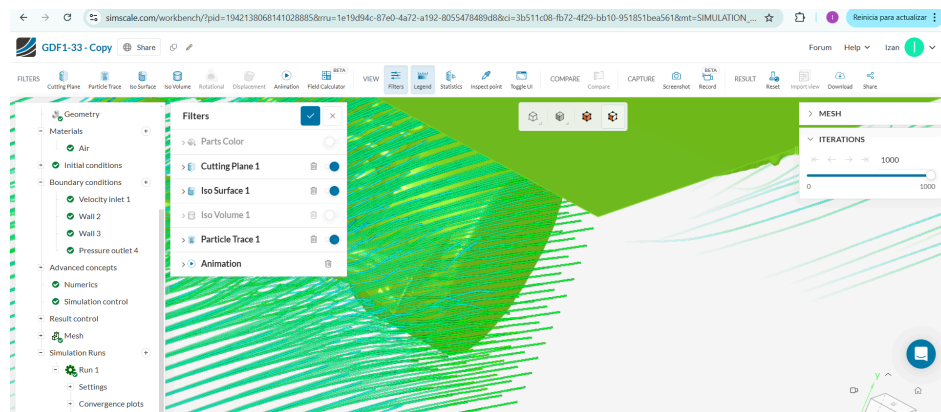 simscale.com/workbench/?pid=1942138068141028885&rru=1e19d94c-87e0-4a72-a192-8055478489d8&ci=3b511c08-fb72-4f29-bb10-951851bea561&mt=SIMULATION_...
Reinicia para actualizar
GDF1-33 - Copy
Share
Forum Help Izan I
FILTERS
Cutting Plane
Particle Trace
Iso Surface
Iso Volume
Rotational
Displacement
Animation
BETA
Field Calculator
VIEW
Filters
Legend
Statistics
Inspect point
Toggle UI
COMPARE
Compare
CAPTURE
Screenshot
BETA
Record
RESULT
Reset
Import view
Download
Share
Geometry
Materials
Air
Initial conditions
Boundary conditions
Velocity inlet 1
Wall 2
Wall 3
Pressure outlet 4
Advanced concepts
Numerics
Simulation control
Result control
Mesh
Simulation Runs
Run 1
Settings
Convergence plots
Filters
Parts Color
Cutting Plane 1
Iso Surface 1
Iso Volume 1
Particle Trace 1
Animation
MESH
ITERATIONS
1000
0 1000
y